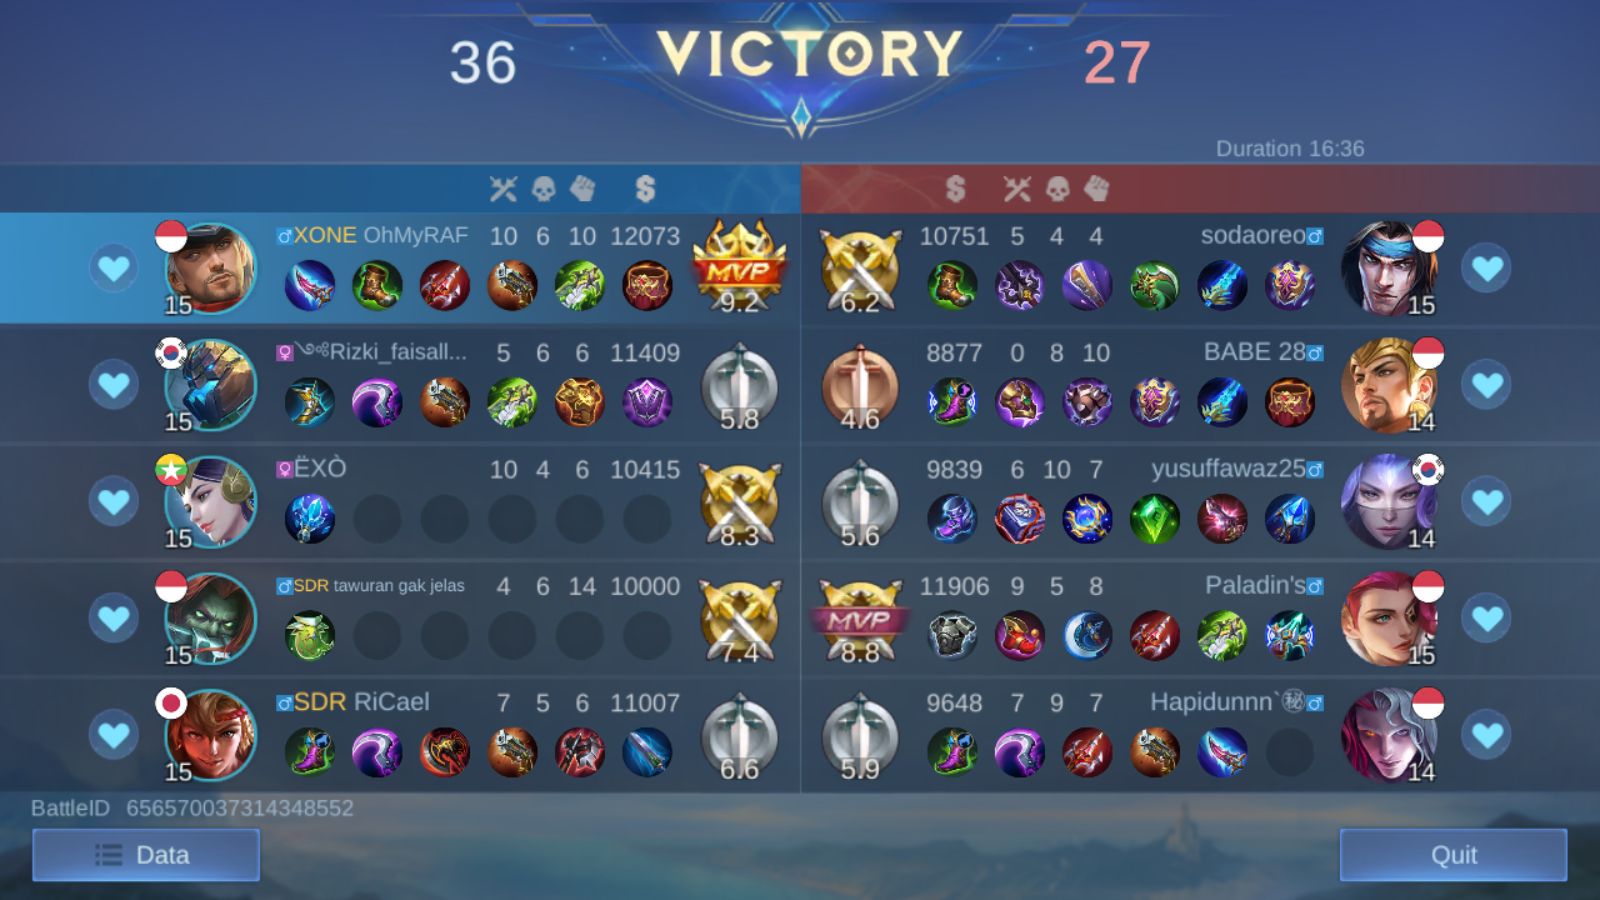 36 VICTORY 27
Duration 16:36
XONE OhMyRAF 10 6 10 12073 MVP 9.2 15
6.2 10751 5 4 4 sodaoreo 15
Rizki_faisall... 5 6 6 11409 5.8 15
4.6 8877 0 8 10 BABE 28 14
ËXÒ 10 4 6 10415 8.3 15
5.6 9839 6 10 7 yusuffawaz25 14
SDR tawuran gak jelas 4 6 14 10000 7.4 15
MVP 8.8 11906 9 5 8 Paladin's 15
SDR RiCael 7 5 6 11007 6.6 15
5.9 9648 7 9 7 Hapidunnn`㊙ 14
BattleID 656570037314348552
Data
Quit